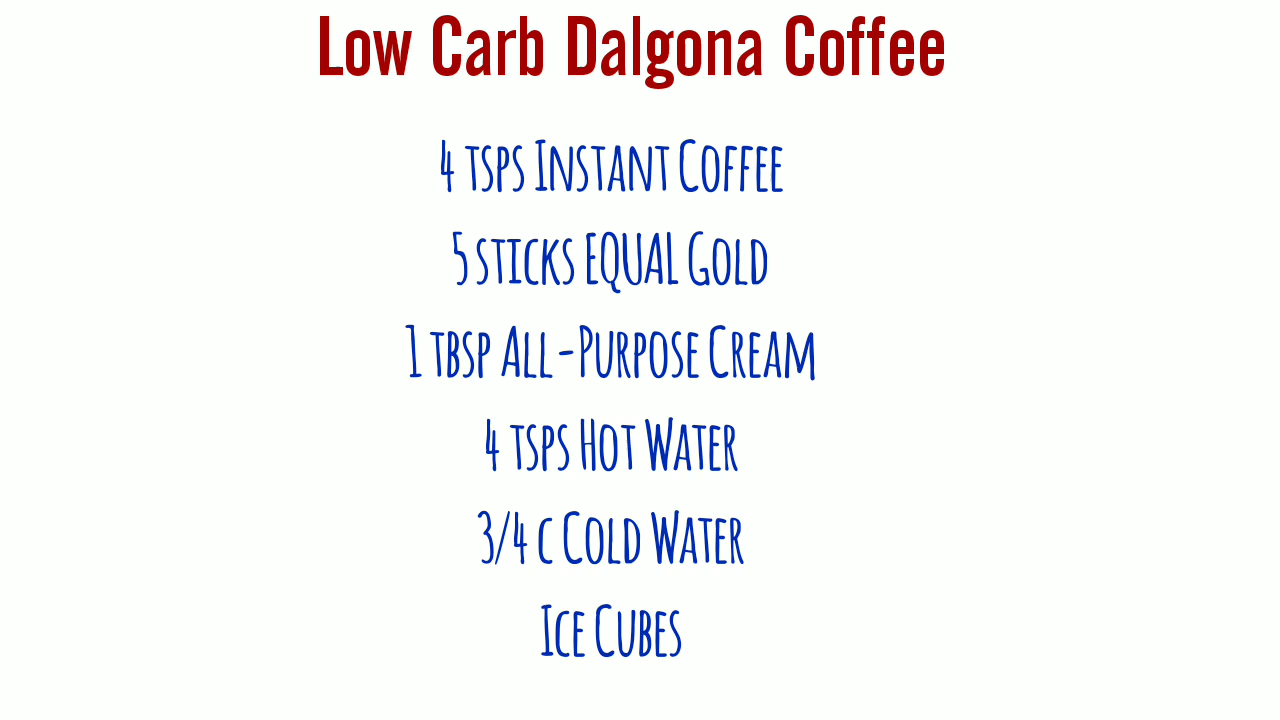 Low Carb Dalgona Coffee
4 tsps Instant Coffee
5 sticks EQUAL Gold
1 tbsp All-Purpose Cream
4 tsps Hot Water
3/4 c Cold Water
Ice Cubes